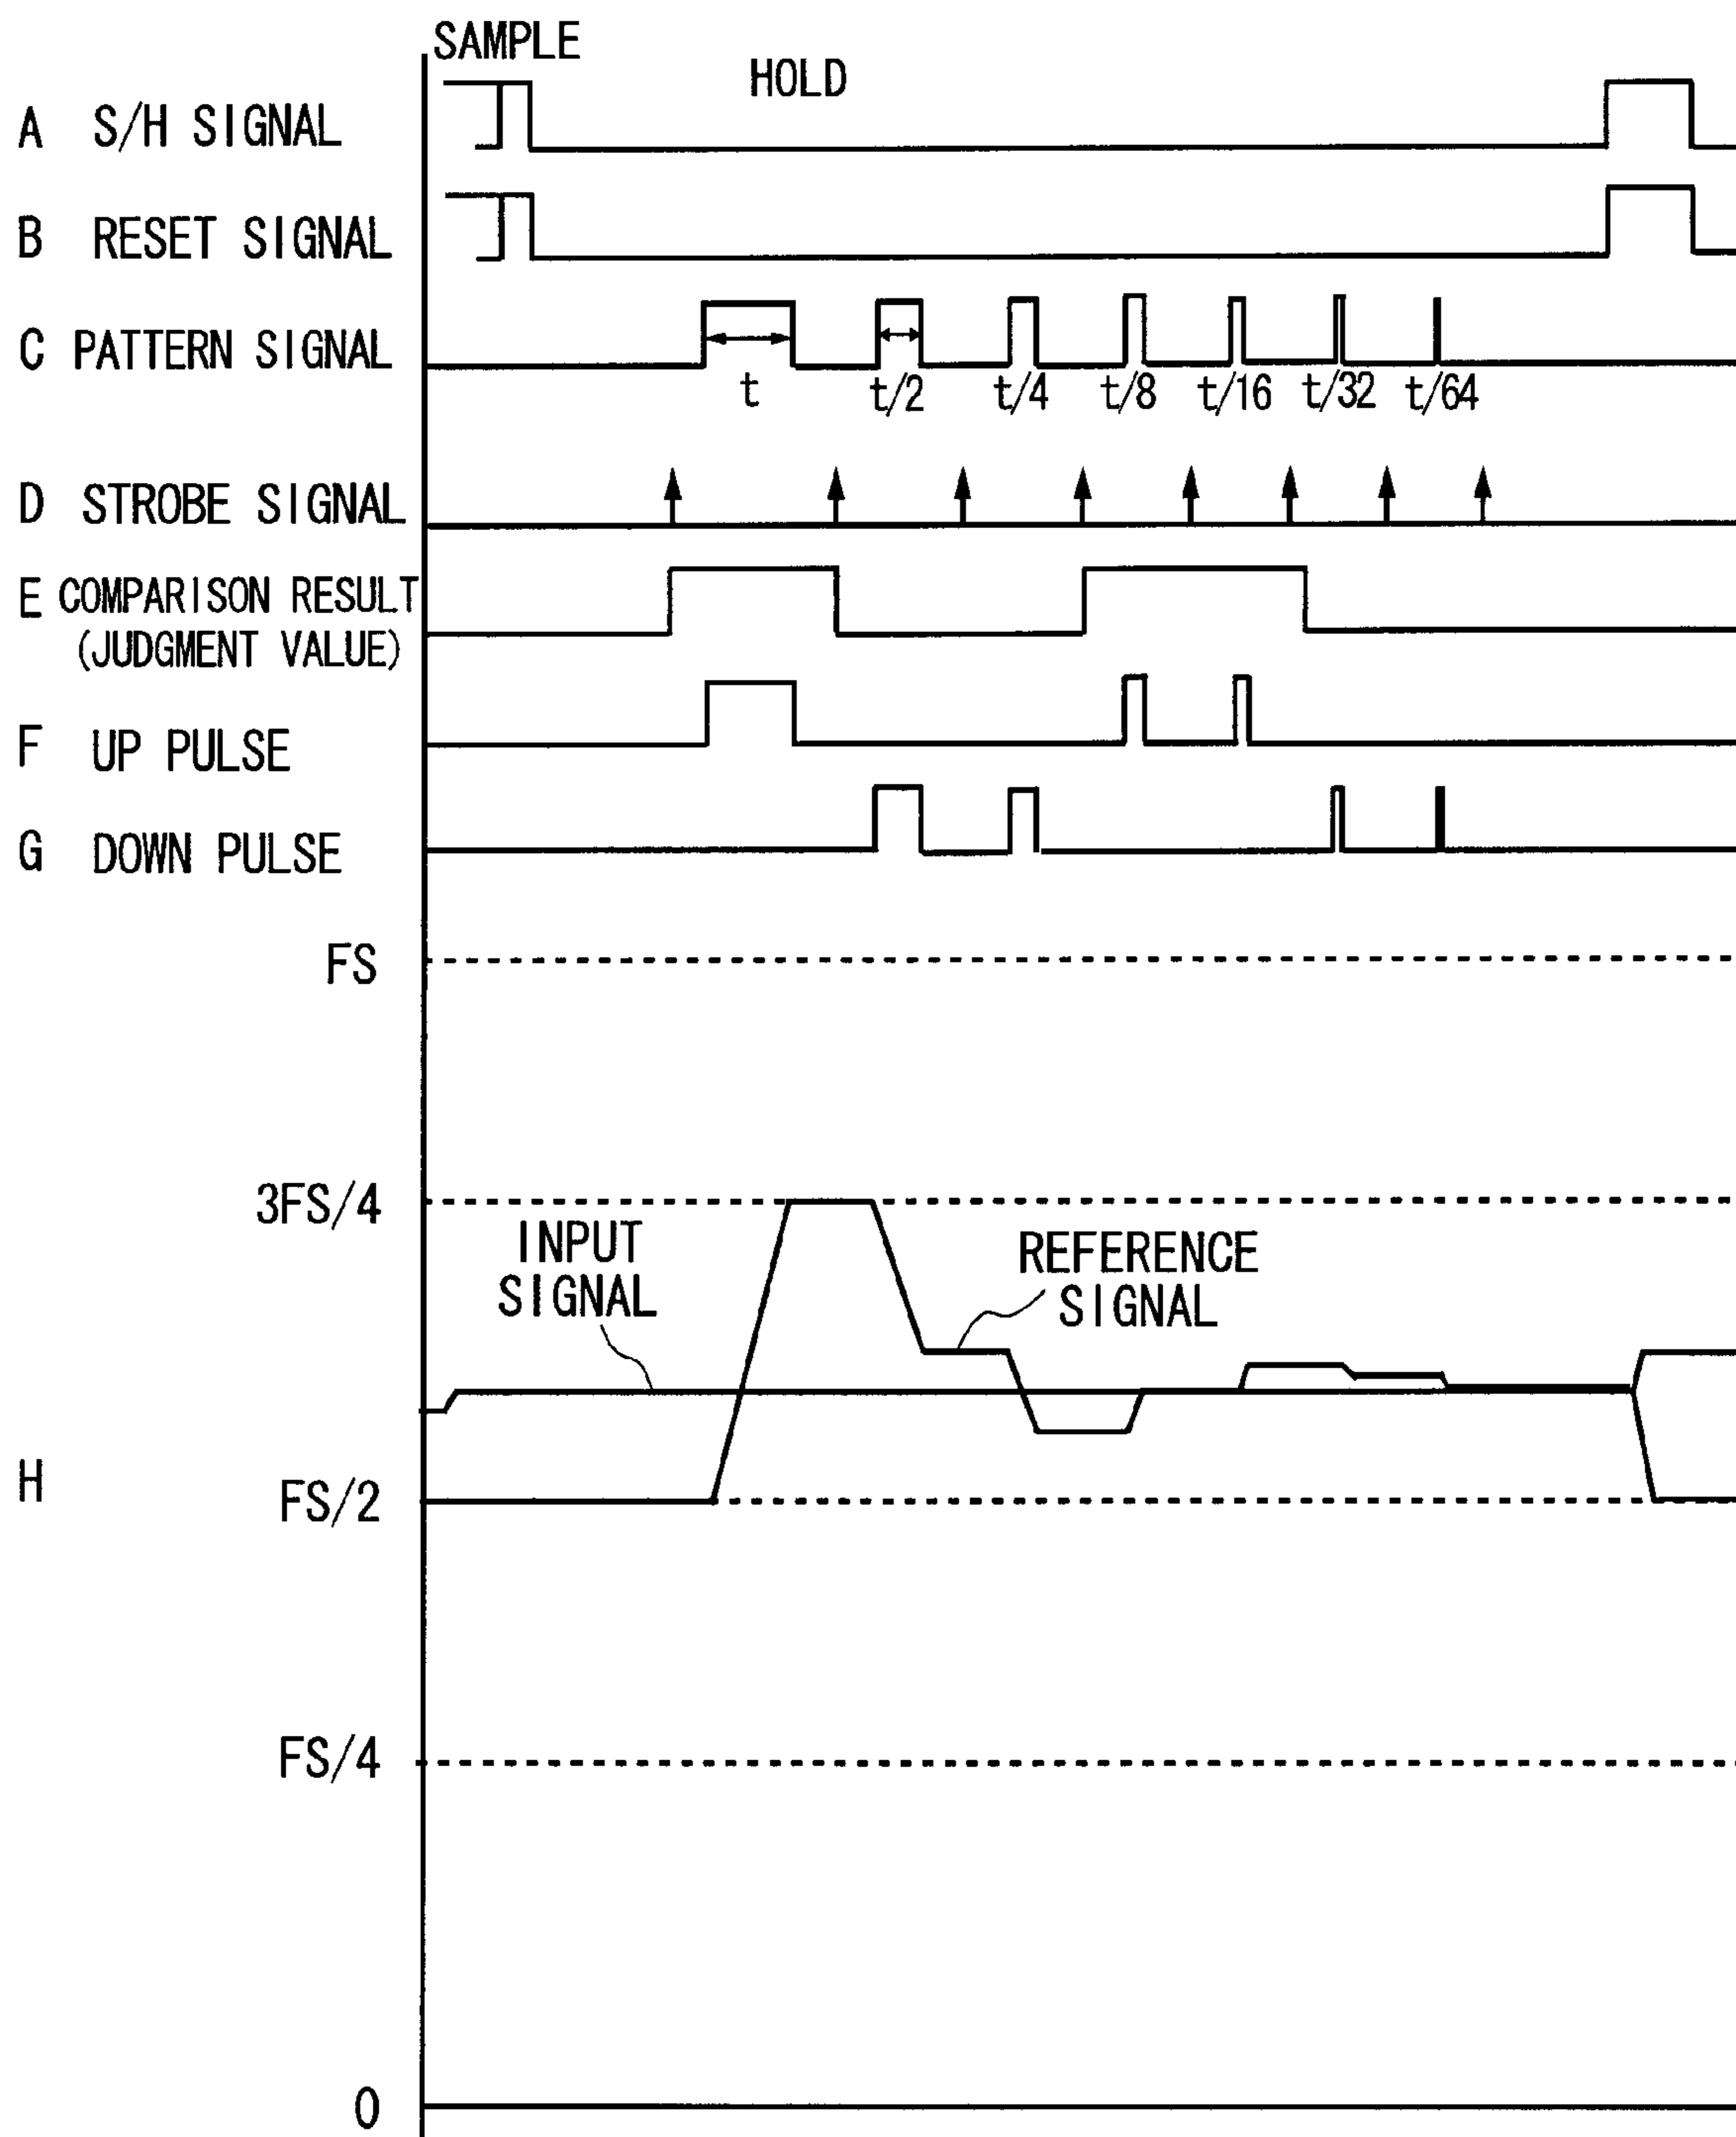 SAMPLE
HOLD
A S/H SIGNAL
B RESET SIGNAL
C PATTERN SIGNAL
t t/2 t/4 t/8 t/16 t/32 t/64
D STROBE SIGNAL
E COMPARISON RESULT
(JUDGMENT VALUE)
F UP PULSE
G DOWN PULSE
FS
3FS/4
INPUT
SIGNAL
REFERENCE
SIGNAL
H
FS/2
FS/4
0